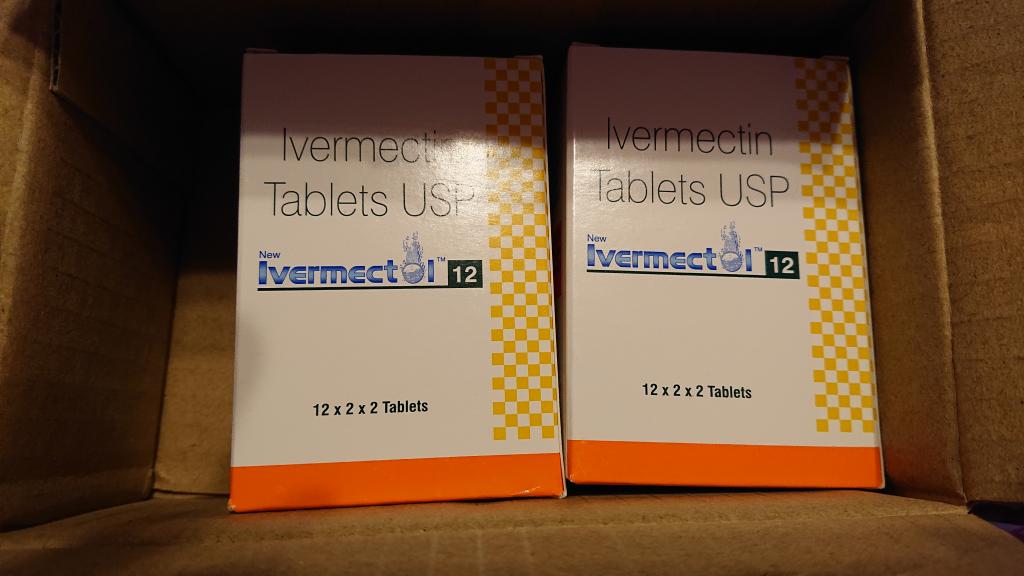 Ivermectin
Tablets USP
New
Ivermectol™ 12
12 x 2 x 2 Tablets
Ivermectin
Tablets USP
New
Ivermectol™ 12
12 x 2 x 2 Tablets